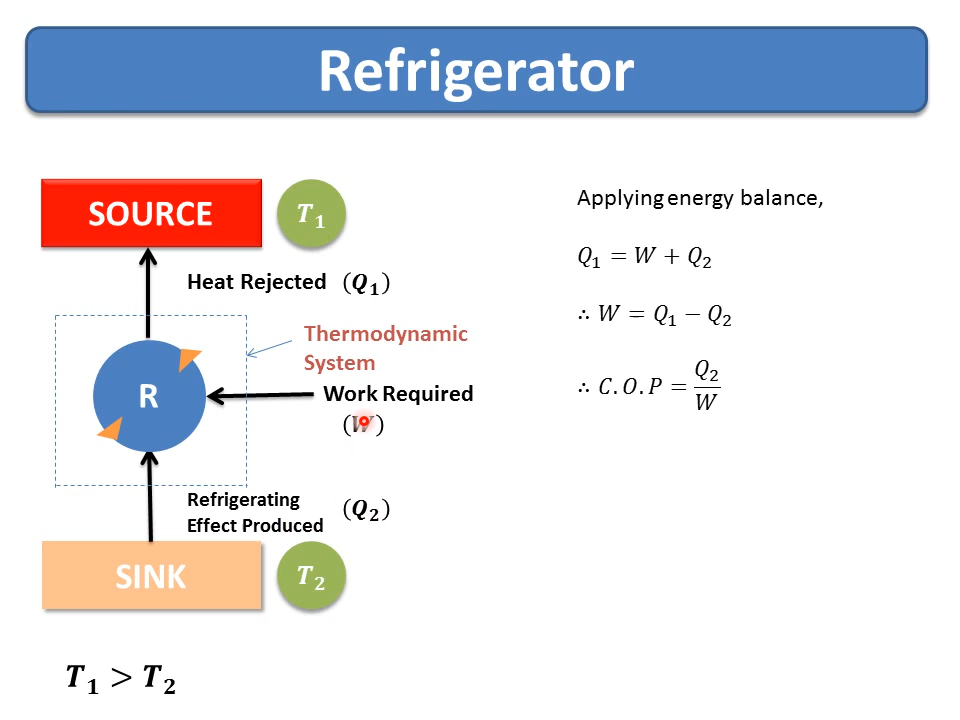 Refrigerator
SOURCE
T₁
Heat Rejected (Q₁)
Thermodynamic
System
R
Work Required
(W)
Refrigerating
Effect Produced (Q₂)
SINK
T₂
T₁ > T₂
Applying energy balance,
Q₁ = W + Q₂
∴ W = Q₁ − Q₂
∴ C.O.P = Q₂/W